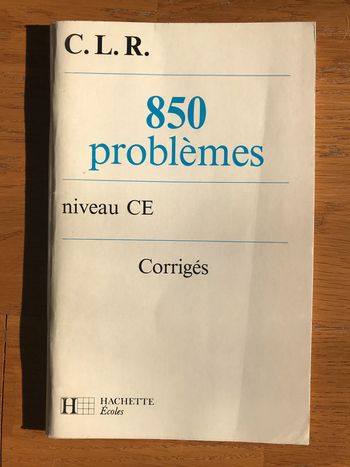 C. L. R.
850
problèmes
niveau CE
Corrigés
H HACHETTE
Écoles